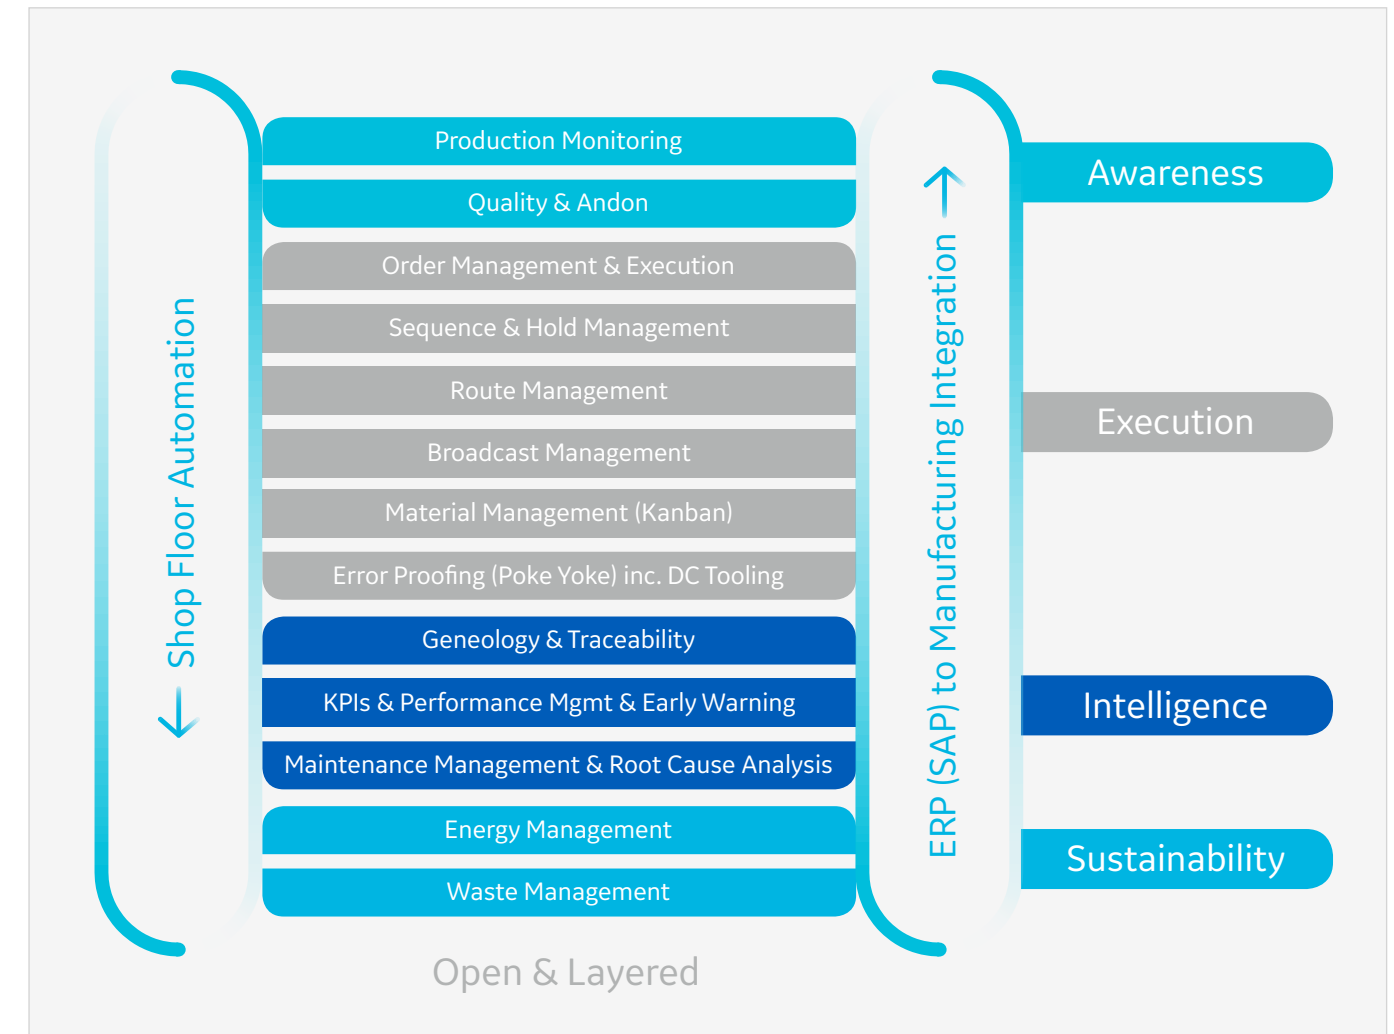 Shop Floor Automation
Production Monitoring
Quality & Andon
Order Management & Execution
Sequence & Hold Management
Route Management
Broadcast Management
Material Management (Kanban)
Error Proofing (Poke Yoke) inc. DC Tooling
Geneology & Traceability
KPIs & Performance Mgmt & Early Warning
Maintenance Management & Root Cause Analysis
Energy Management
Waste Management
Open & Layered
ERP (SAP) to Manufacturing Integration
Awareness
Execution
Intelligence
Sustainability